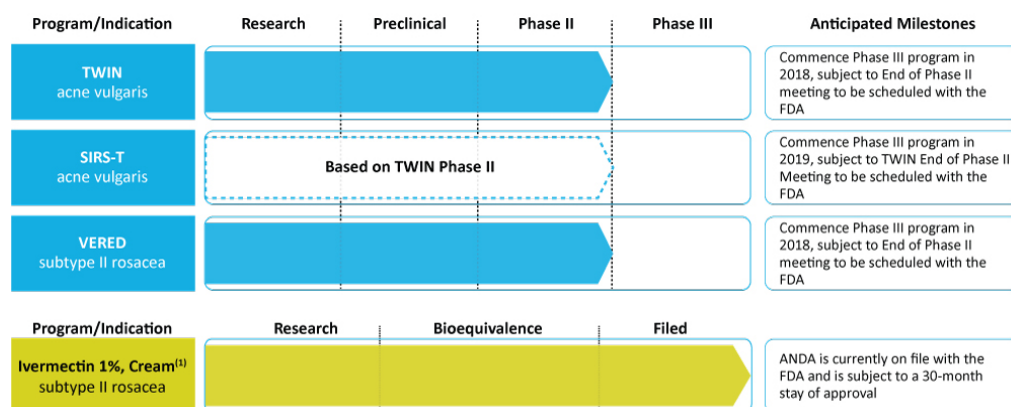 Program/Indication Research Preclinical Phase II Phase III Anticipated Milestones
TWIN
acne vulgaris
Commence Phase III program in
2018, subject to End of Phase II
meeting to be scheduled with the
FDA
SIRS-T
acne vulgaris
Based on TWIN Phase II
Commence Phase III program in
2019, subject to TWIN End of Phase II
Meeting to be scheduled with the
FDA
VERED
subtype II rosacea
Commence Phase III program in
2018, subject to End of Phase II
meeting to be scheduled with the
FDA
Program/Indication Research Bioequivalence Filed
Ivermectin 1%, Cream(1)
subtype II rosacea
ANDA is currently on file with the
FDA and is subject to a 30-month
stay of approval